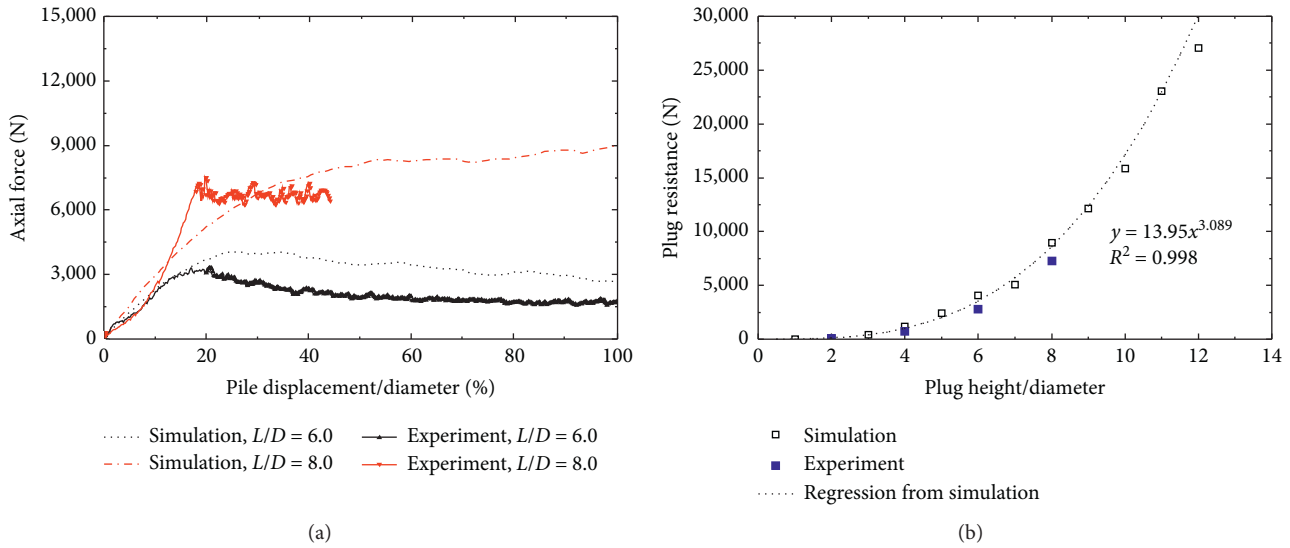 15,000
12,000
9,000
6,000
3,000
0
Axial force (N)
0 20 40 60 80 100
Pile displacement/diameter (%)
Simulation, L/D = 6.0
Experiment, L/D = 6.0
Simulation, L/D = 8.0
Experiment, L/D = 8.0
(a)
30,000
25,000
20,000
15,000
10,000
5,000
0
Plug resistance (N)
y = 13.95x^3.089
R² = 0.998
0 2 4 6 8 10 12 14
Plug height/diameter
Simulation
Experiment
Regression from simulation
(b)